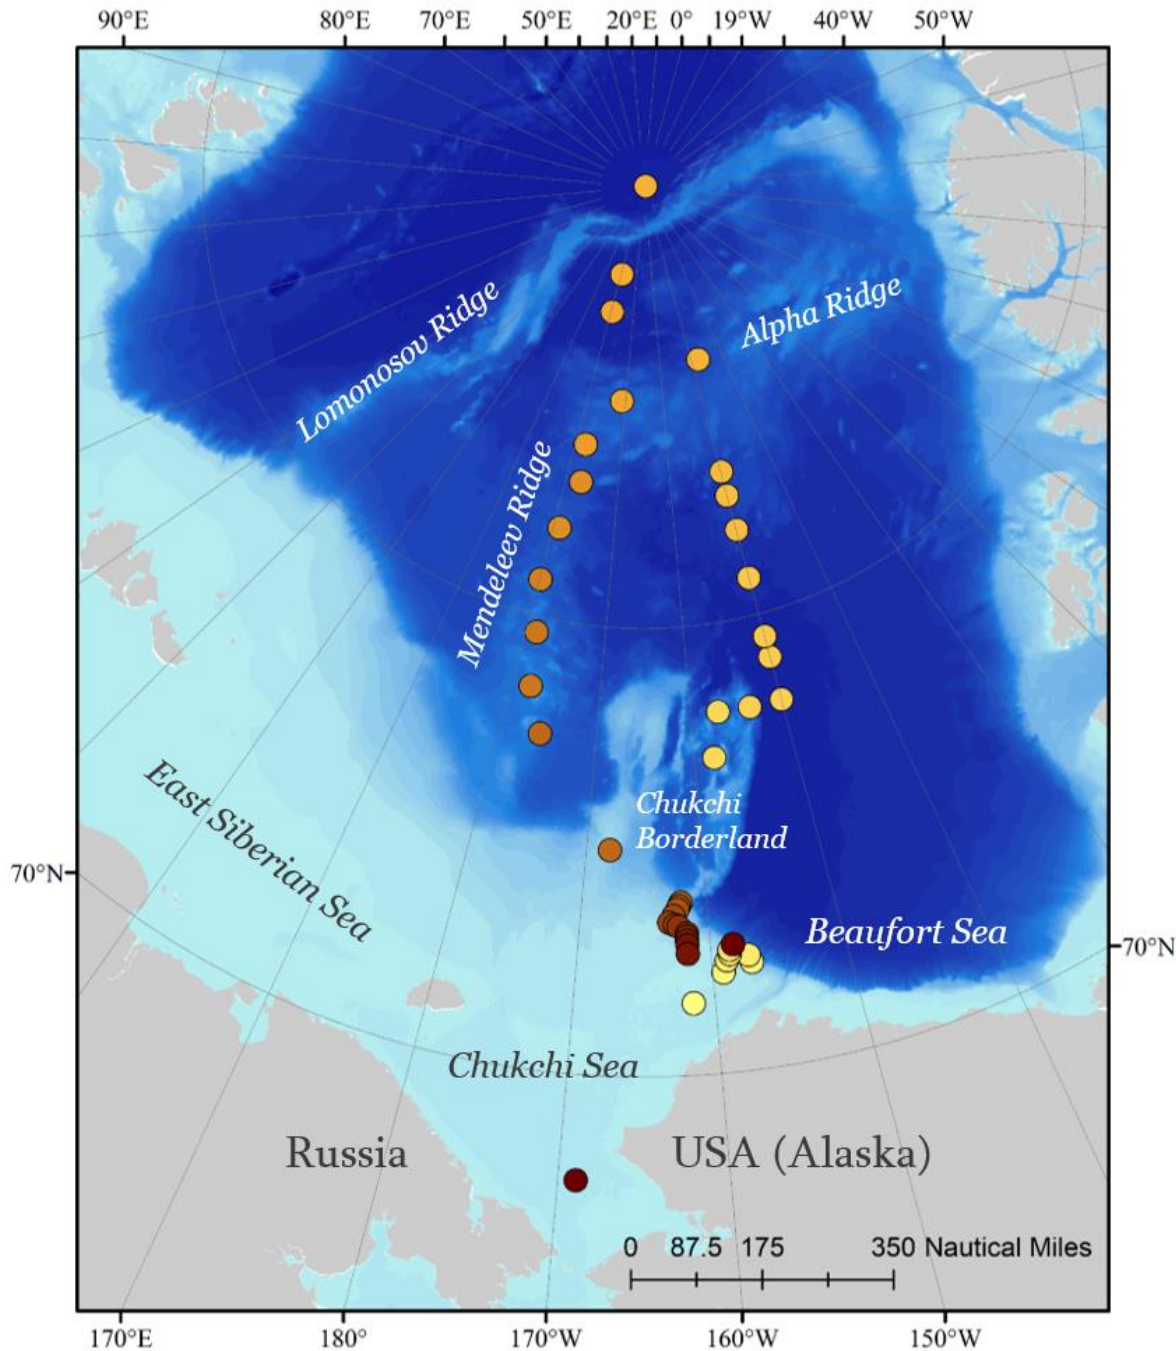 90°E 80°E 70°E 50°E 20°E 0° 19°W 40°W 50°W
Lomonosov Ridge
Alpha Ridge
Mendeleev Ridge
East Siberian Sea
Chukchi
Borderland
70°N
Beaufort Sea
70°N
Chukchi Sea
Russia
USA (Alaska)
0 87.5 175 350 Nautical Miles
170°E 180° 170°W 160°W 150°W